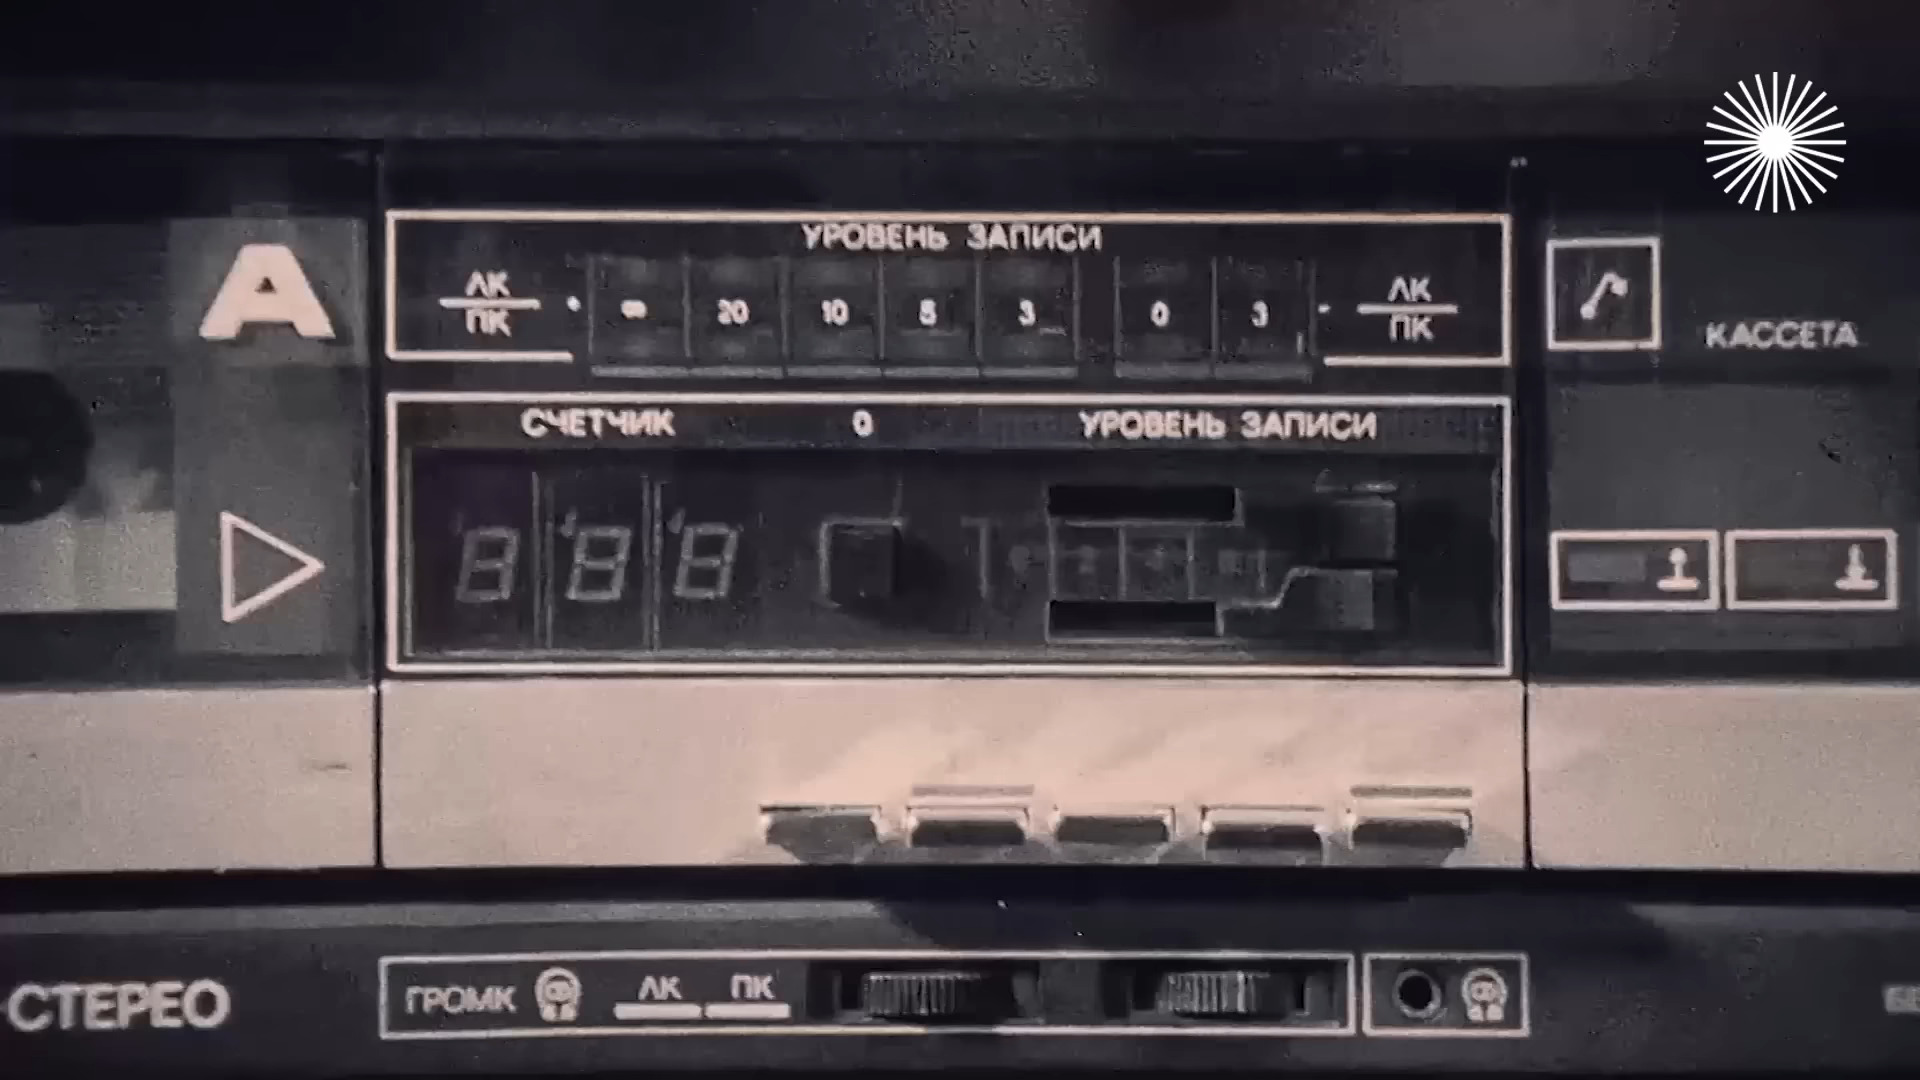 УРОВЕНЬ ЗАПИСИ
A
ЛК
ПК
∞ 20 10 5 3 0 3
ЛК
ПК
КАССЕТА
СЧЕТЧИК 0 УРОВЕНЬ ЗАПИСИ
888
СТЕРЕО
ГРОМК ЛК ПК